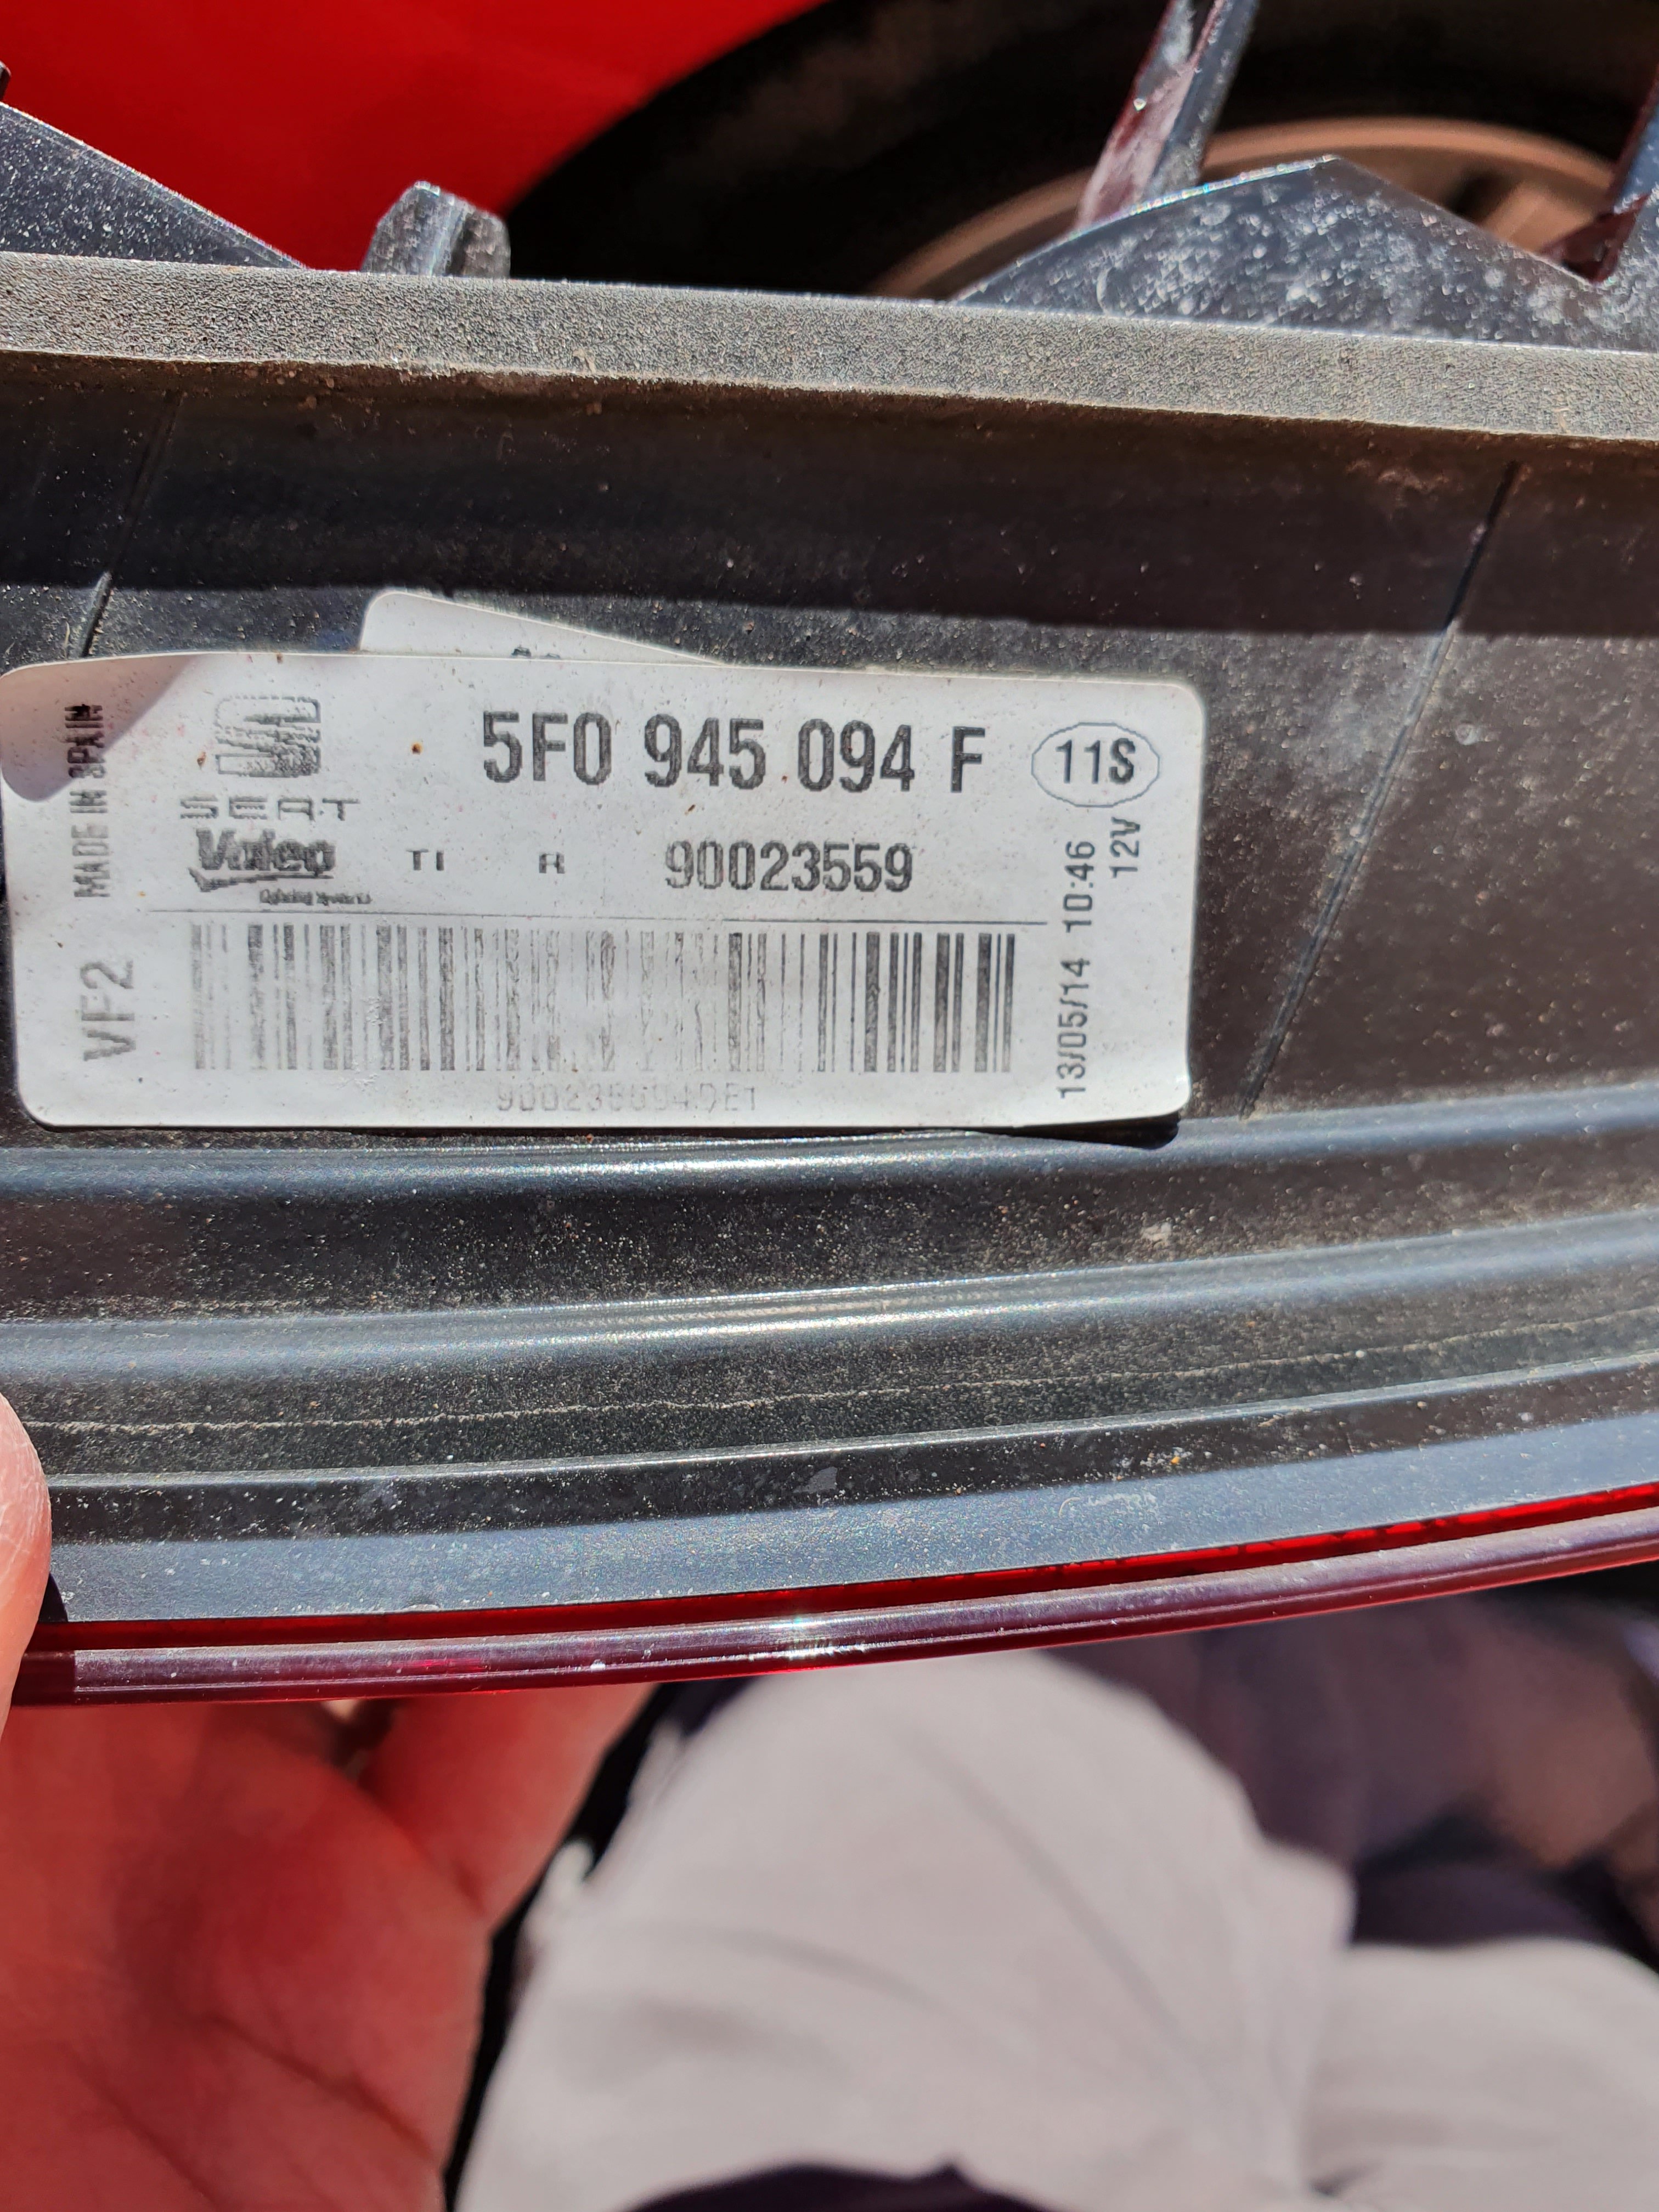 MADE IN SPAIN
VF2
SEAT
5F0 945 094 F
11S
Valeo
TI R 90023559
12V
13/05/14 10:46